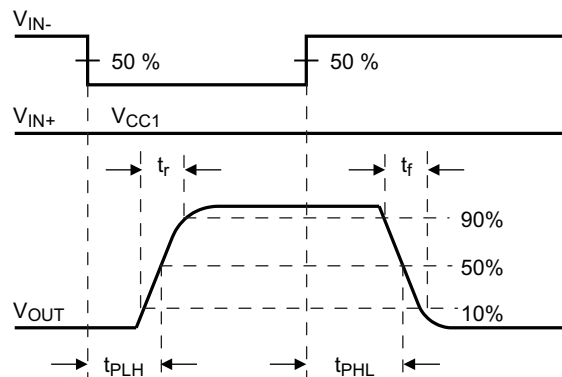 VIN-
50 %
50 %
VIN+
VCC1
tr
tf
90%
50%
10%
VOUT
tPLH
tPHL